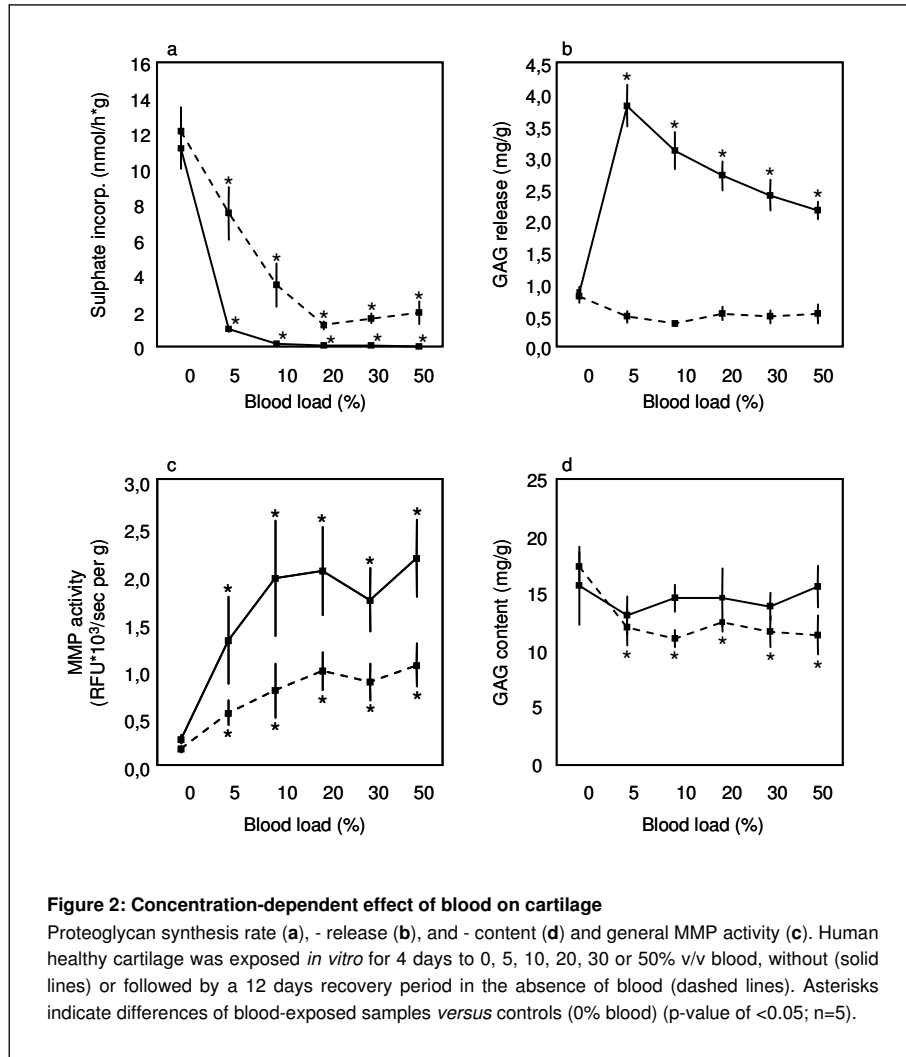 a
16
14
12
10
8
6
4
2
0
Sulphate incorp. (nmol/h*g)
*
*
*
*
*
*
*
*
*
*
0 5 10 20 30 50
Blood load (%)
b
4,5
4,0
3,5
3,0
2,5
2,0
1,5
1,0
0,5
0,0
GAG release (mg/g)
*
*
*
*
*
0 5 10 20 30 50
Blood load (%)
c
3,0
2,5
2,0
1,5
1,0
0,5
0,0
MMP activity
(RFU*10³/sec per g)
*
*
*
*
*
*
*
*
*
*
0 5 10 20 30 50
Blood load (%)
d
25
20
15
10
5
0
GAG content (mg/g)
*
*
*
*
*
0 5 10 20 30 50
Blood load (%)
Figure 2: Concentration-dependent effect of blood on cartilage
Proteoglycan synthesis rate (a), - release (b), and - content (d) and general MMP activity (c). Human
healthy cartilage was exposed in vitro for 4 days to 0, 5, 10, 20, 30 or 50% v/v blood, without (solid
lines) or followed by a 12 days recovery period in the absence of blood (dashed lines). Asterisks
indicate differences of blood-exposed samples versus controls (0% blood) (p-value of <0.05; n=5).